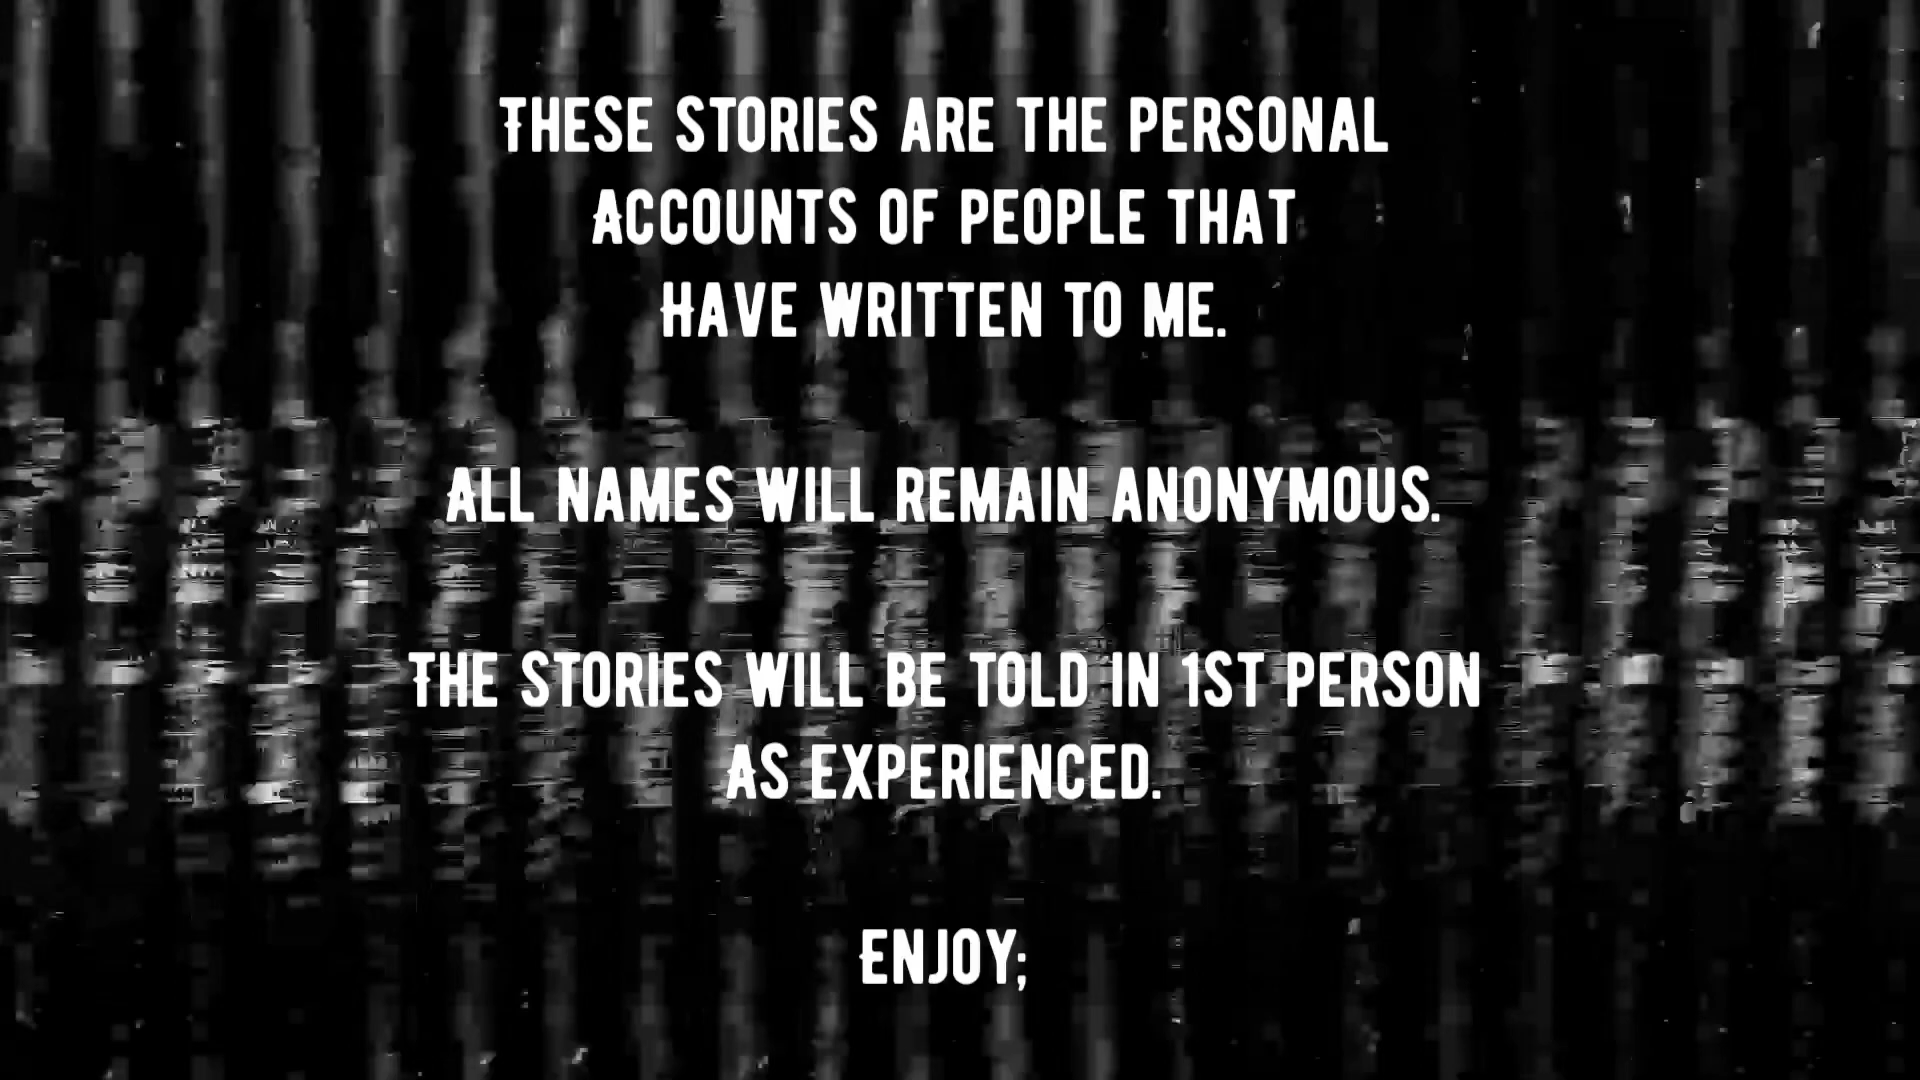 THESE STORIES ARE THE PERSONAL
ACCOUNTS OF PEOPLE THAT
HAVE WRITTEN TO ME.
ALL NAMES WILL REMAIN ANONYMOUS.
THE STORIES WILL BE TOLD IN 1ST PERSON
AS EXPERIENCED.
ENJOY;